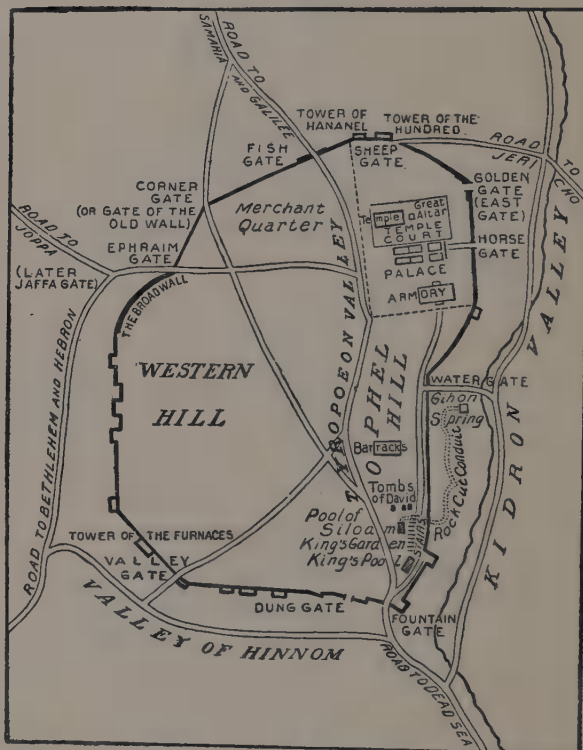 ROAD TO
SAMARIA
AND GALILEE
TOWER OF
HANANEL
TOWER OF THE
HUNDRED
FISH
GATE
SHEEP
GATE
ROAD TO
JERICHO
GOLDEN
GATE
(EAST
GATE)
CORNER
GATE
(OR GATE OF THE
OLD WALL)
Merchant
Quarter
Temple
Great
Altar
TEMPLE
COURT
HORSE
GATE
PALACE
ROAD TO
JOPPA
EPHRAIM
GATE
(LATER
JAFFA GATE)
THE BROAD WALL
ARMORY
TYROPOEON VALLEY
OPHEL
HILL
KIDRON VALLEY
WESTERN
HILL
WATER GATE
Gihon
Spring
Barracks
Tombs
of David
Rock Cut Conduit
Pool of
Siloam
King's Garden
King's Pool
STAIRS
ROAD TO BETHLEHEM AND HEBRON
TOWER OF THE FURNACES
VALLEY
GATE
DUNG GATE
FOUNTAIN
GATE
VALLEY OF HINNOM
ROAD TO DEAD SEA